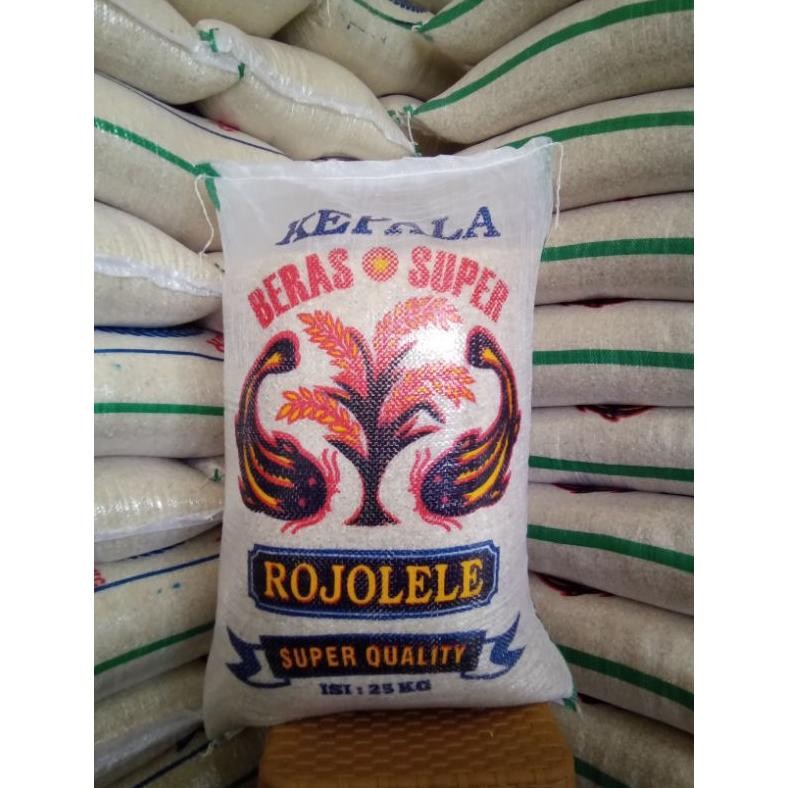 KEPALA
BERAS SUPER
ROJOLELE
SUPER QUALITY
ISI : 25 KG